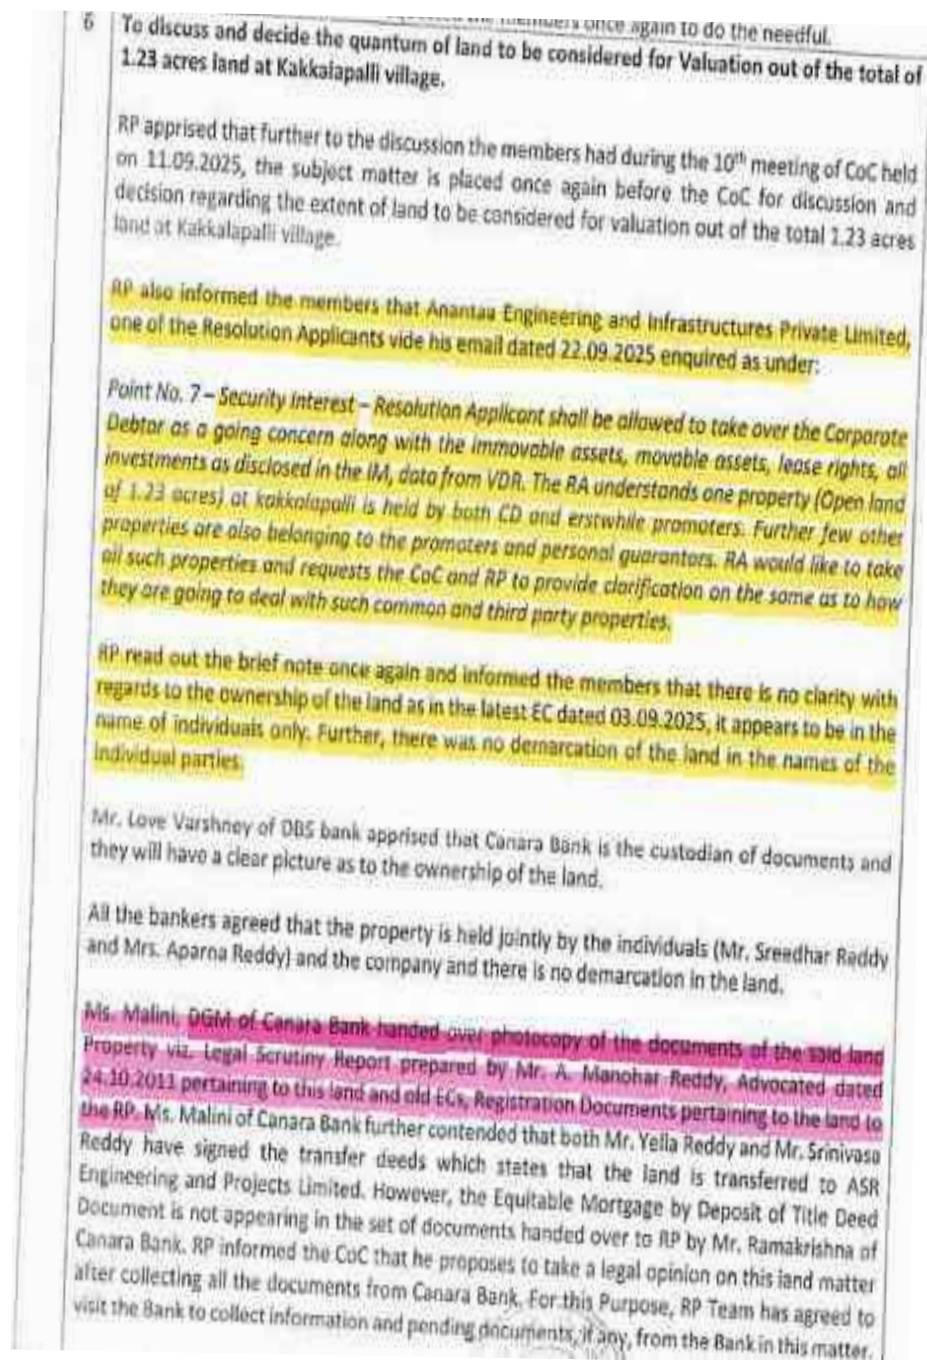 the members once again to do the needful.
6 To discuss and decide the quantum of land to be considered for Valuation out of the total of
1.23 acres land at Kakkalapalli village.
RP apprised that further to the discussion the members had during the 10th meeting of CoC held
on 11.09.2025, the subject matter is placed once again before the CoC for discussion and
decision regarding the extent of land to be considered for valuation out of the total 1.23 acres
land at Kakkalapalli village.
RP also informed the members that Anantau Engineering and Infrastructures Private Limited,
one of the Resolution Applicants vide his email dated 22.09.2025 enquired as under:
Point No. 7 – Security Interest – Resolution Applicant shall be allowed to take over the Corporate
Debtor as a going concern along with the immovable assets, movable assets, lease rights, all
investments as disclosed in the IM, data from VDR. The RA understands one property (Open land
of 1.23 acres) at kakkalapalli is held by both CD and erstwhile promoters. Further few other
properties are also belonging to the promoters and personal guarantors. RA would like to take
all such properties and requests the CoC and RP to provide clarification on the same as to how
they are going to deal with such common and third party properties.
RP read out the brief note once again and informed the members that there is no clarity with
regards to the ownership of the land as in the latest EC dated 03.09.2025, it appears to be in the
name of individuals only. Further, there was no demarcation of the land in the names of the
individual parties.
Mr. Love Varshney of DBS bank apprised that Canara Bank is the custodian of documents and
they will have a clear picture as to the ownership of the land.
All the bankers agreed that the property is held jointly by the individuals (Mr. Sreedhar Reddy
and Mrs. Aparna Reddy) and the company and there is no demarcation in the land.
Ms. Malini, DGM of Canara Bank handed over photocopy of the documents of the said land
Property viz. Legal Scrutiny Report prepared by Mr. A. Manohar Reddy, Advocated dated
24.10.2011 pertaining to this land and old ECs, Registration Documents pertaining to the land to
the RP. Ms. Malini of Canara Bank further contended that both Mr. Yella Reddy and Mr. Srinivasa
Reddy have signed the transfer deeds which states that the land is transferred to ASR
Engineering and Projects Limited. However, the Equitable Mortgage by Deposit of Title Deed
Document is not appearing in the set of documents handed over to RP by Mr. Ramakrishna of
Canara Bank. RP informed the CoC that he proposes to take a legal opinion on this land matter
after collecting all the documents from Canara Bank. For this Purpose, RP Team has agreed to
visit the Bank to collect information and pending documents, if any, from the Bank in this matter.